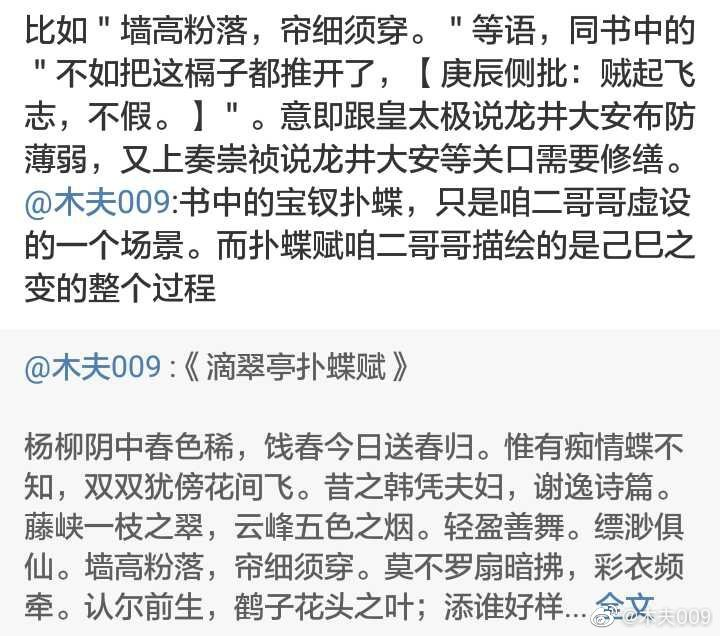 比如＂墙高粉落，帘细须穿。＂等语，同书中的
＂不如把这槅子都推开了，【 庚辰侧批：贼起飞
志，不假。】＂。意即跟皇太极说龙井大安布防
薄弱，又上奏崇祯说龙井大安等关口需要修缮。
@木夫009:书中的宝钗扑蝶，只是咱二哥哥虚设
的一个场景。而扑蝶赋咱二哥哥描绘的是己巳之
变的整个过程
@木夫009 :《 滴翠亭扑蝶赋 》
杨柳阴中春色稀，饯春今日送春归。惟有痴情蝶不
知，双双犹傍花间飞。昔之韩凭夫妇，谢逸诗篇。
藤峡一枝之翠，云峰五色之烟。轻盈善舞。缥渺俱
仙。墙高粉落，帘细须穿。莫不罗扇暗拂，彩衣频
牵。认尔前生，鹤子花头之叶；添谁好样... 全文
@木夫009